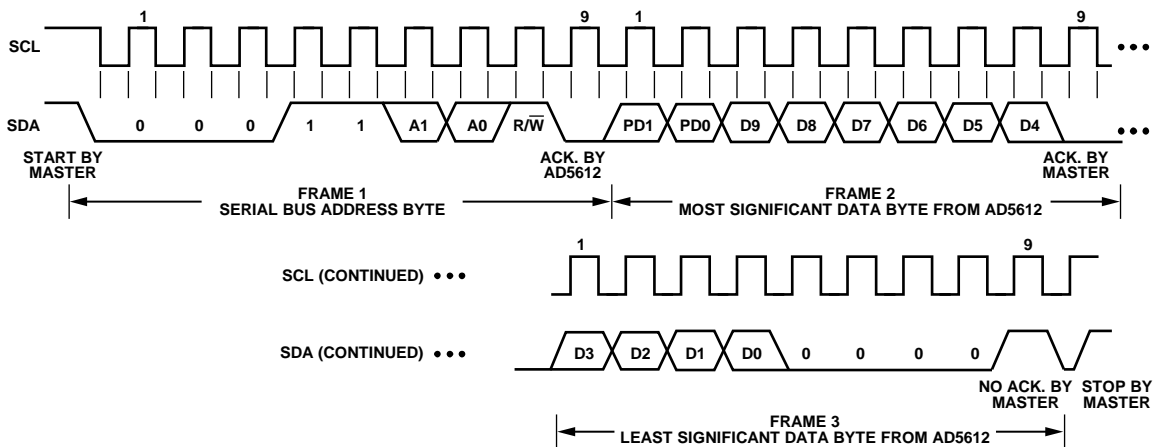 1 9 1 9
SCL
SDA 0 0 0 1 1 A1 A0 R/W̅ PD1 PD0 D9 D8 D7 D6 D5 D4
START BY MASTER
ACK. BY AD5612
ACK. BY MASTER
FRAME 1
SERIAL BUS ADDRESS BYTE
FRAME 2
MOST SIGNIFICANT DATA BYTE FROM AD5612
1 9
SCL (CONTINUED)
SDA (CONTINUED) D3 D2 D1 D0 0 0 0 0
NO ACK. BY MASTER
STOP BY MASTER
FRAME 3
LEAST SIGNIFICANT DATA BYTE FROM AD5612